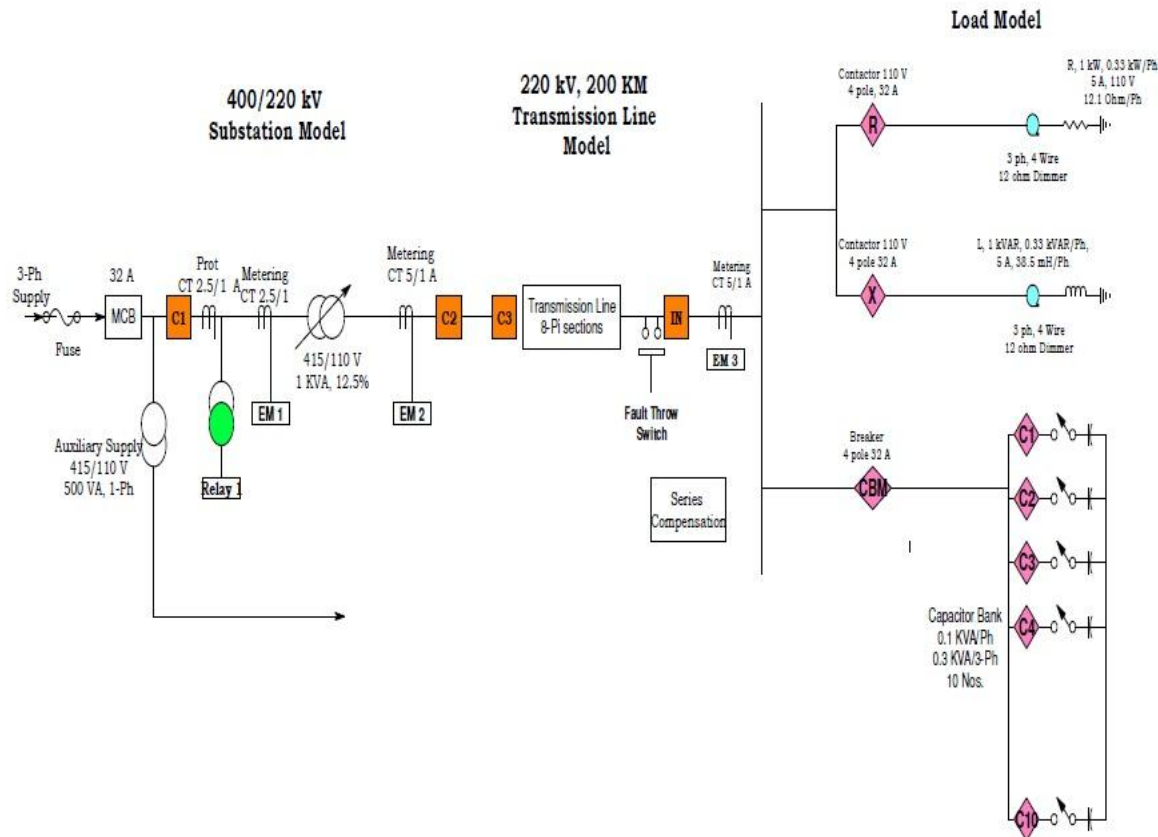 Load Model
400/220 kV
Substation Model
220 kV, 200 KM
Transmission Line
Model
Contactor 110 V
4 pole, 32 A
R
R, 1 kW, 0.33 kW/Ph
5 A, 110 V
12.1 Ohm/Ph
3 ph, 4 Wire
12 ohm Dimmer
Contactor 110 V
4 pole 32 A
X
L, 1 kVAR, 0.33 kVAR/Ph,
5 A, 38.5 mH/Ph
3 ph, 4 Wire
12 ohm Dimmer
3-Ph
Supply
Fuse
32 A
MCB
C1
Prot
CT 2.5/1 A
Metering
CT 2.5/1
415/110 V
1 KVA, 12.5%
Metering
CT 5/1 A
C2
C3
Transmission Line
8-Pi sections
IN
Metering
CT 5/1 A
EM 1
EM 2
EM 3
Fault Throw
Switch
Auxiliary Supply
415/110 V
500 VA, 1-Ph
Relay 1
Series
Compensation
Breaker
4 pole 32 A
CBM
C1
C2
C3
C4
C10
Capacitor Bank
0.1 KVA/Ph
0.3 KVA/3-Ph
10 Nos.